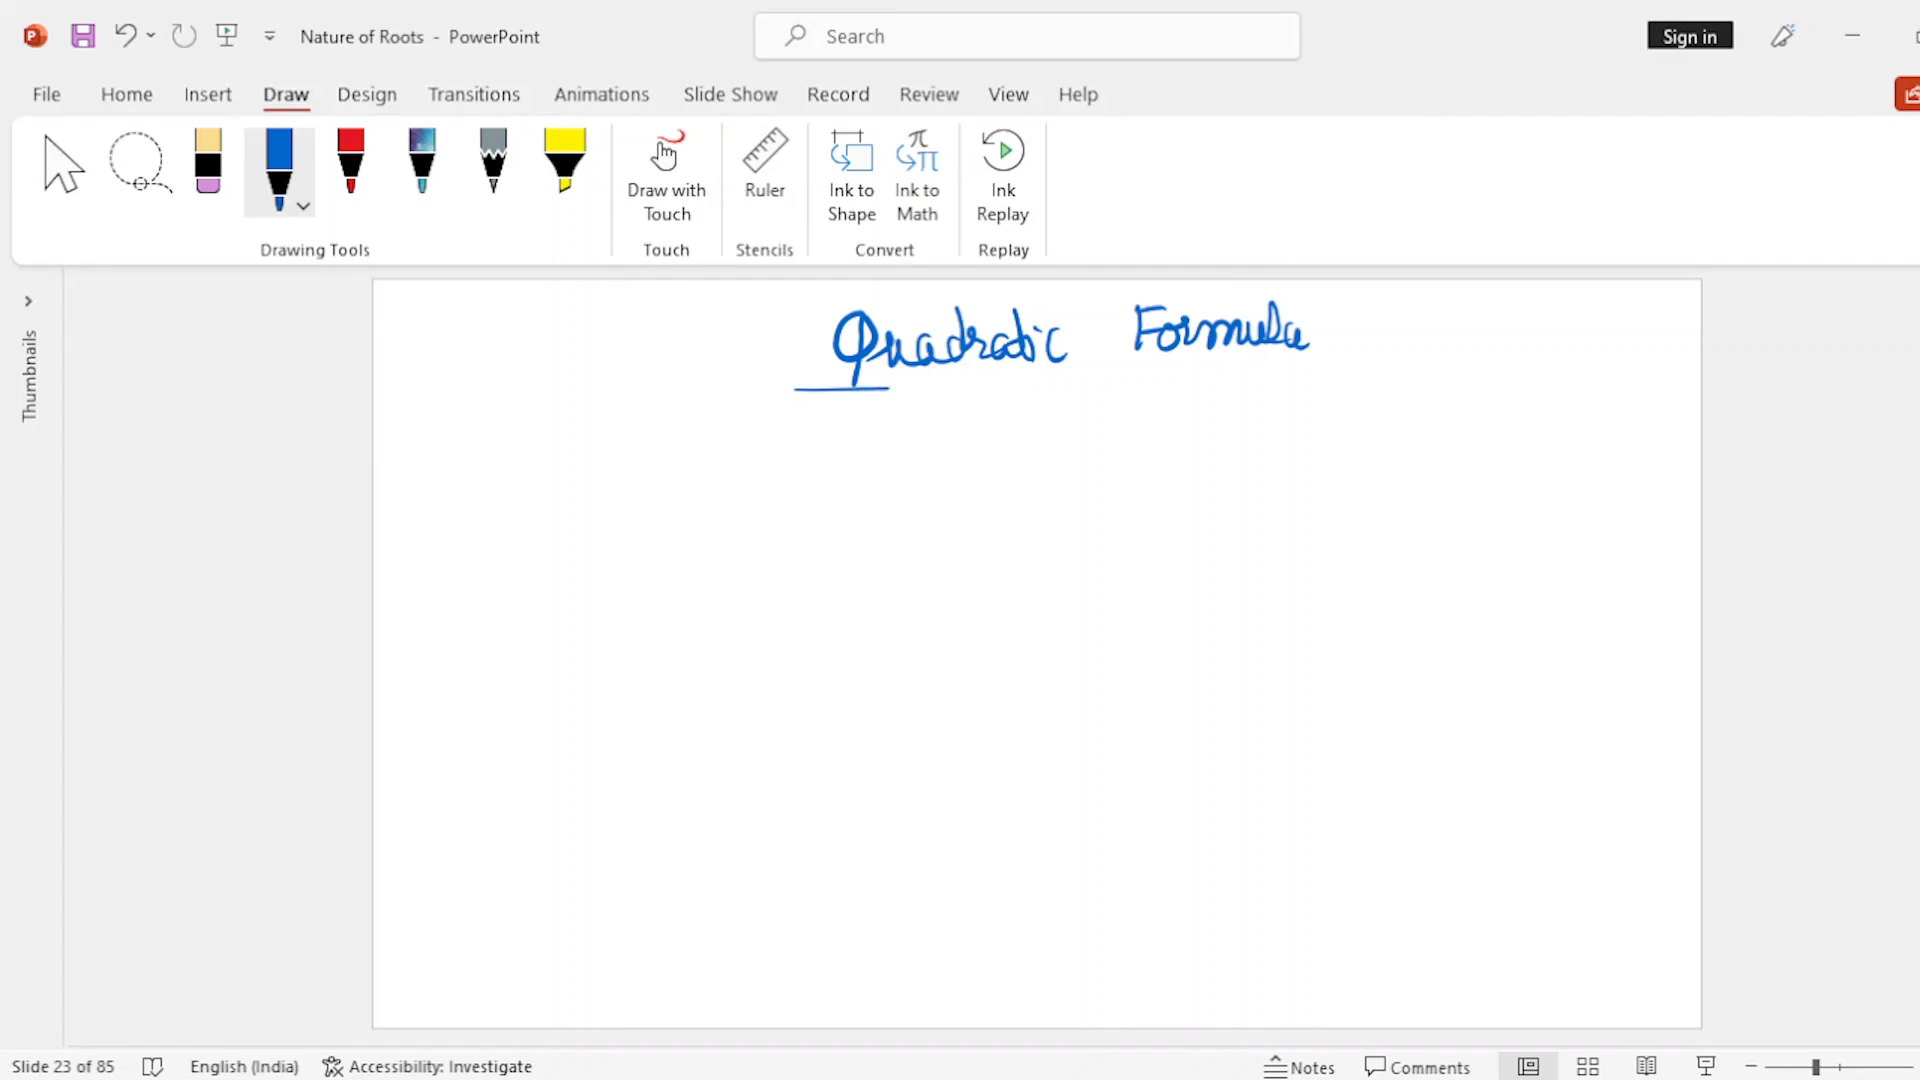 Nature of Roots - PowerPoint
Search
Sign in
File Home Insert Draw Design Transitions Animations Slide Show Record Review View Help
Draw with Touch
Ruler
Ink to Shape
Ink to Math
Ink Replay
Drawing Tools Touch Stencils Convert Replay
Thumbnails
Quadratic Formula
Slide 23 of 85 English (India) Accessibility: Investigate Notes Comments